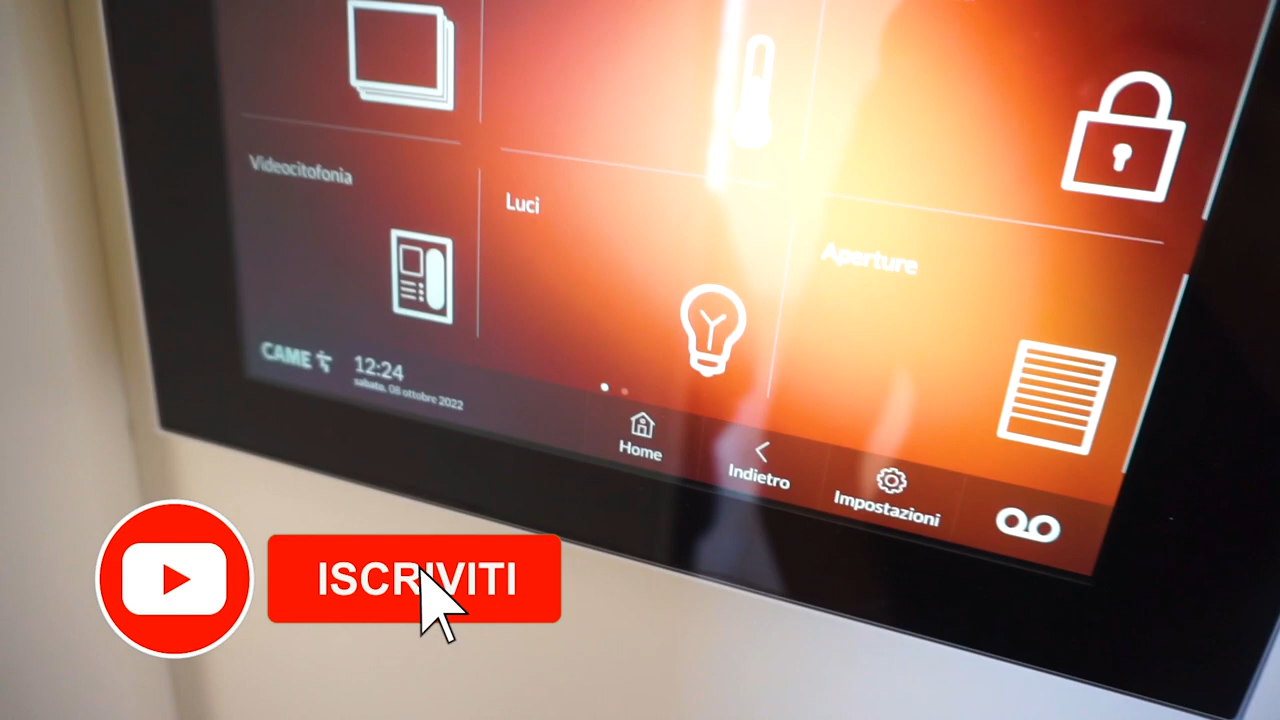 Videocitofonia
Luci
Aperture
CAME
12:24
sabato, 08 ottobre 2022
Home
Indietro
Impostazioni
ISCRIVITI